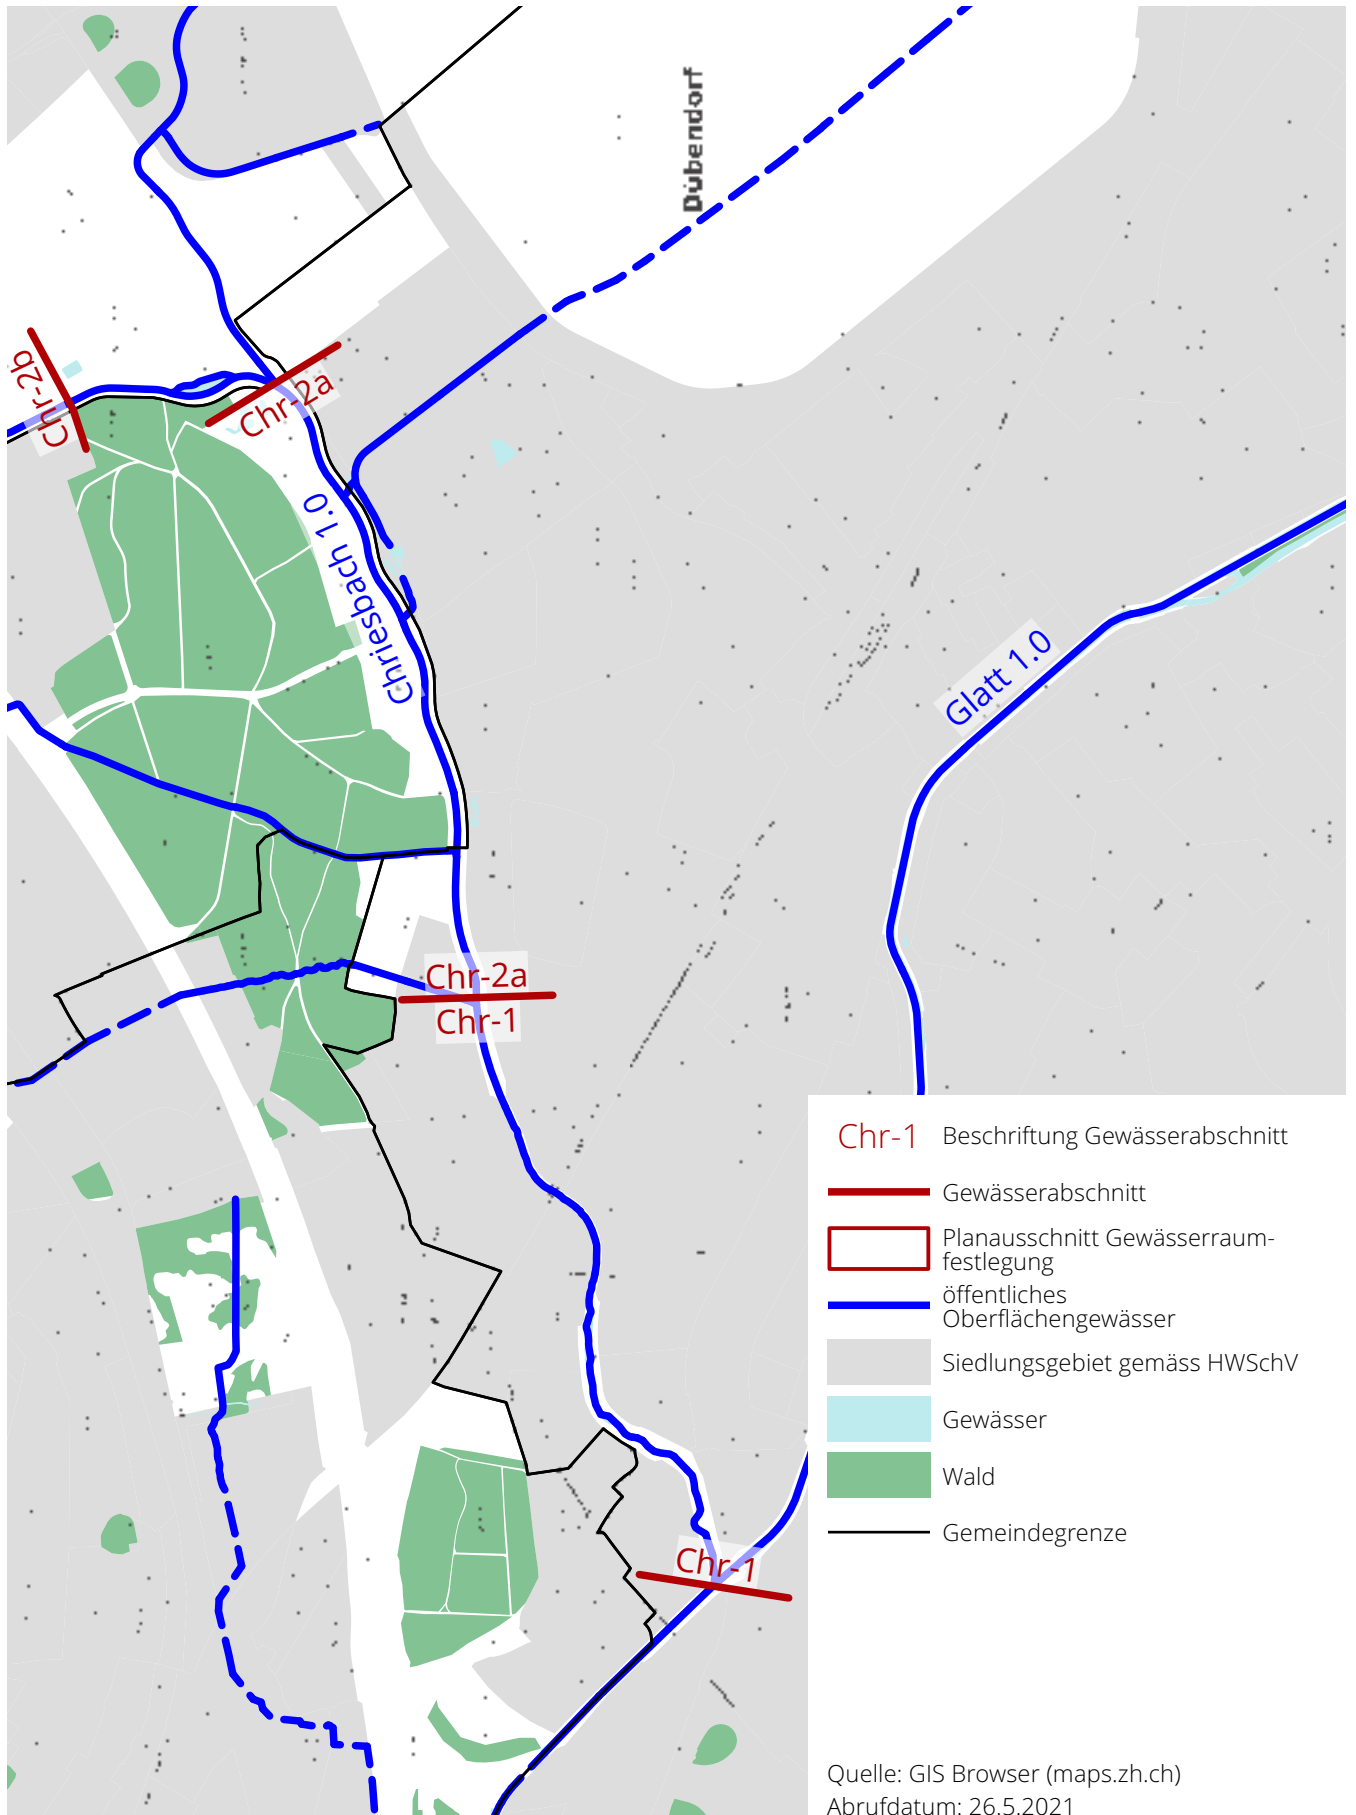 Dübendorf
Chr-2b
Chr-2a
Chriesbach 1.0
Glatt 1.0
Chr-2a
Chr-1
Chr-1
Chr-1 Beschriftung Gewässerabschnitt
Gewässerabschnitt
Planausschnitt Gewässerraum-
festlegung
öffentliches
Oberflächengewässer
Siedlungsgebiet gemäss HWSchV
Gewässer
Wald
Gemeindegrenze
Quelle: GIS Browser (maps.zh.ch)
Abrufdatum: 26.5.2021